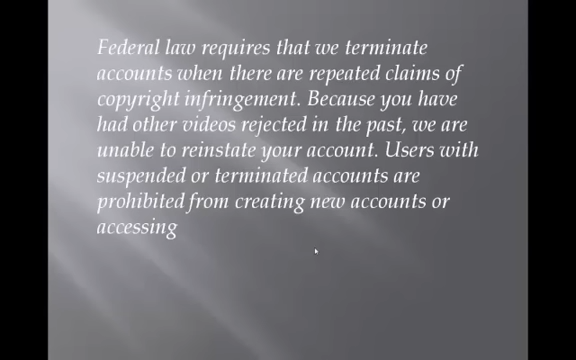 Federal law requires that we terminate
accounts when there are repeated claims of
copyright infringement. Because you have
had other videos rejected in the past, we are
unable to reinstate your account. Users with
suspended or terminated accounts are
prohibited from creating new accounts or
accessing